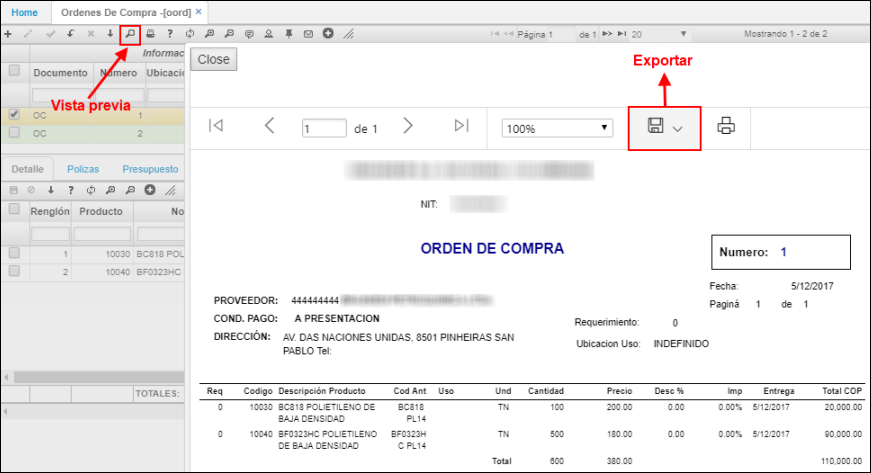 Home Ordenes De Compra -[oord] ×
Página 1 de 1 20 Mostrando 1 - 2 de 2
Informac
Documento Número Ubicació
OC 1
OC 2
Vista previa
Detalle Polizas Presupuesto
Renglón Producto No
1 10030 BC818 POL
2 10040 BF0323HC
TOTALES:
Close
Exportar
1 de 1 100%
NIT:
ORDEN DE COMPRA
Numero: 1
Fecha: 5/12/2017
Paginá 1 de 1
PROVEEDOR: 444444444
COND. PAGO: A PRESENTACION
DIRECCIÓN: AV. DAS NACIONES UNIDAS, 8501 PINHEIRAS SAN
PABLO Tel:
Requerimiento: 0
Ubicacion Uso: INDEFINIDO
Req Codigo Descripción Producto Cod Ant Uso Und Cantidad Precio Desc % Imp Entrega Total COP
0 10030 BC818 POLIETILENO DE BC818 TN 100 200.00 0.00 0.00% 5/12/2017 20,000.00
BAJA DENSIDAD PL14
0 10040 BF0323HC POLIETILENO BF0323H TN 500 180.00 0.00 0.00% 5/12/2017 90,000.00
DE BAJA DENSIDAD C PL14
Total 600 380.00 110,000.00